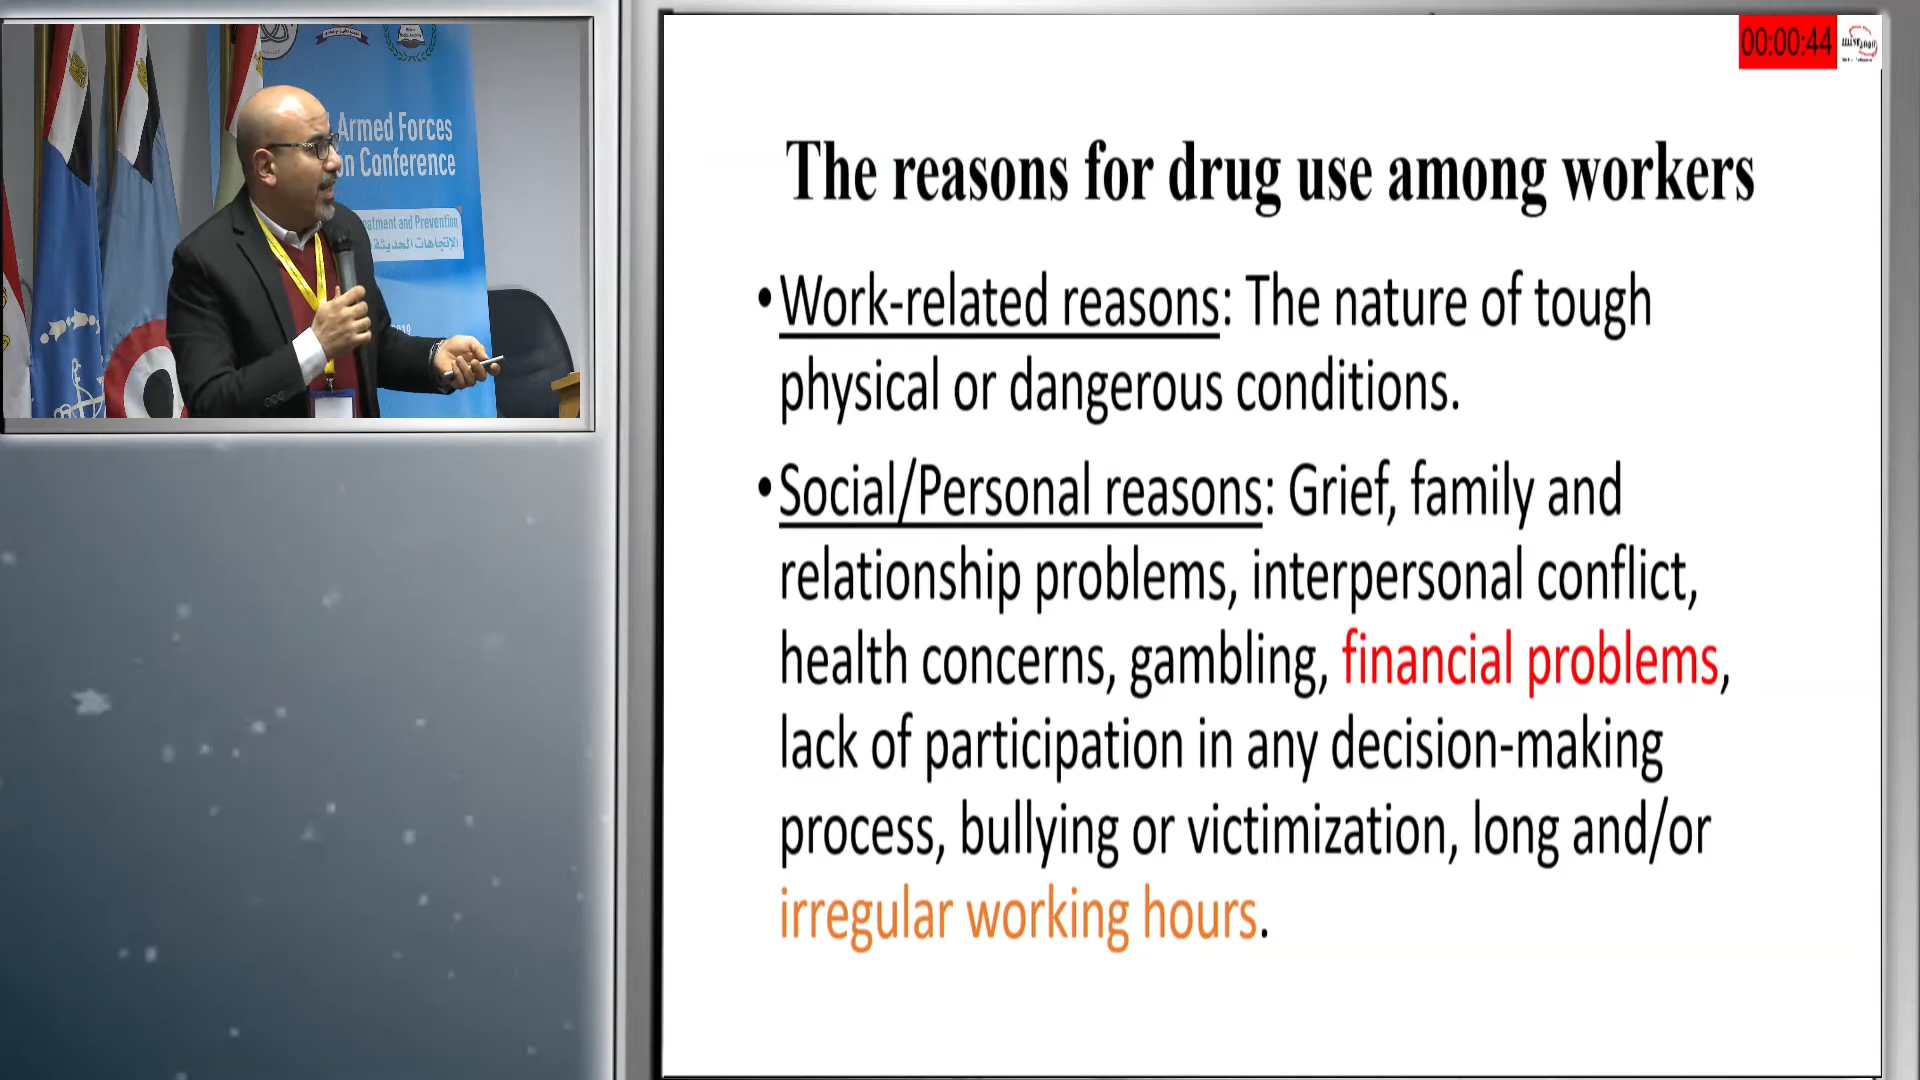 Armed Forces
on Conference
eatment and Prevention
الإتجاهات الحديثة
00:00:44
The reasons for drug use among workers
•Work-related reasons: The nature of tough
physical or dangerous conditions.
•Social/Personal reasons: Grief, family and
relationship problems, interpersonal conflict,
health concerns, gambling, financial problems,
lack of participation in any decision-making
process, bullying or victimization, long and/or
irregular working hours.